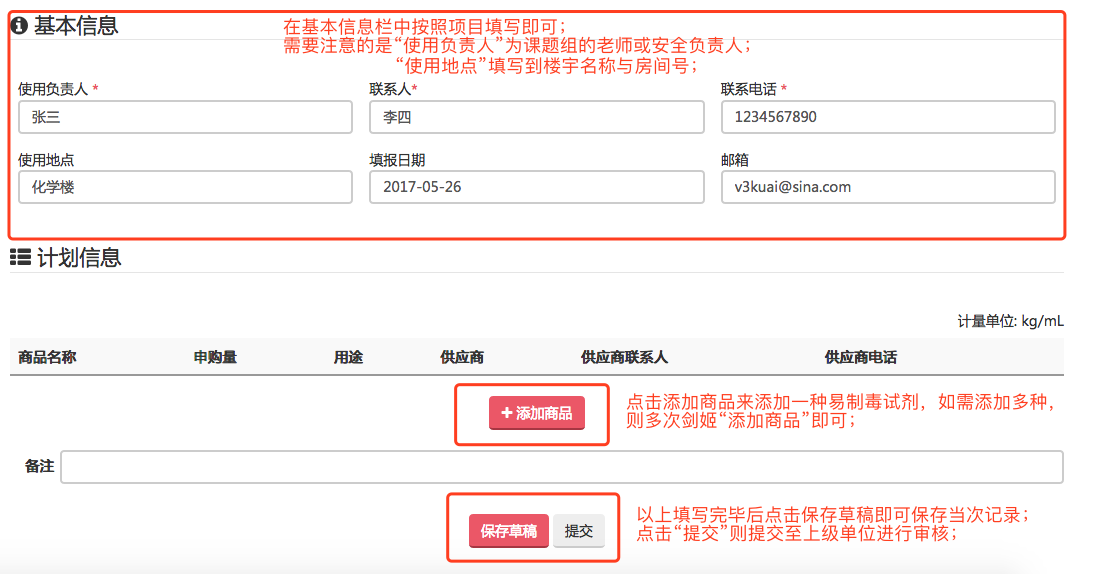 基本信息
在基本信息栏中按照项目填写即可；
需要注意的是“使用负责人”为课题组的老师或安全负责人；
“使用地点”填写到楼宇名称与房间号；
使用负责人 * 联系人* 联系电话 *
张三 李四 1234567890
使用地点 填报日期 邮箱
化学楼 2017-05-26 v3kuai@sina.com
计划信息
计量单位: kg/mL
商品名称 申购量 用途 供应商 供应商联系人 供应商电话
+ 添加商品
点击添加商品来添加一种易制毒试剂，如需添加多种，
则多次剑姬“添加商品”即可；
备注
保存草稿 提交
以上填写完毕后点击保存草稿即可保存当次记录；
点击“提交”则提交至上级单位进行审核；